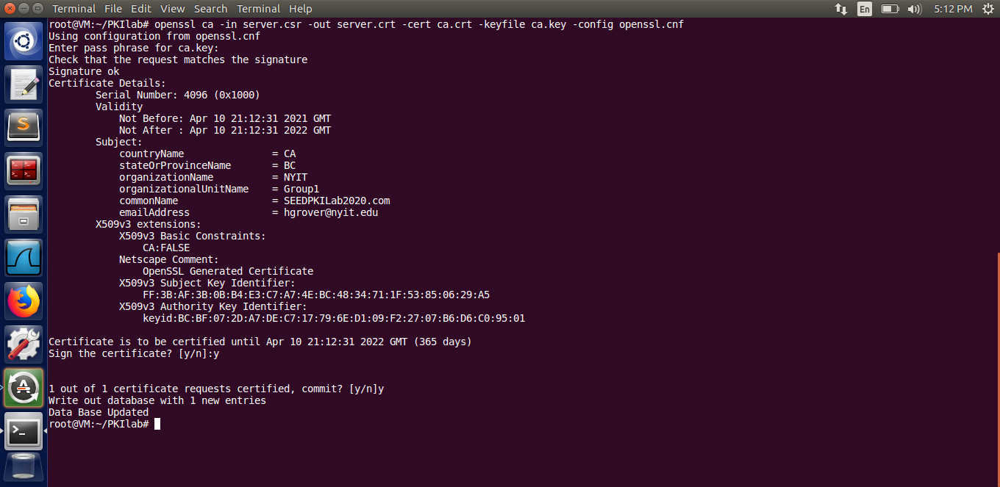 Terminal File Edit View Search Terminal Help En 5:12 PM
root@VM:~/PKIlab# openssl ca -in server.csr -out server.crt -cert ca.crt -keyfile ca.key -config openssl.cnf
Using configuration from openssl.cnf
Enter pass phrase for ca.key:
Check that the request matches the signature
Signature ok
Certificate Details:
        Serial Number: 4096 (0x1000)
        Validity
            Not Before: Apr 10 21:12:31 2021 GMT
            Not After : Apr 10 21:12:31 2022 GMT
        Subject:
            countryName               = CA
            stateOrProvinceName       = BC
            organizationName          = NYIT
            organizationalUnitName    = Group1
            commonName                = SEEDPKILab2020.com
            emailAddress              = hgrover@nyit.edu
        X509v3 extensions:
            X509v3 Basic Constraints:
                CA:FALSE
            Netscape Comment:
                OpenSSL Generated Certificate
            X509v3 Subject Key Identifier:
                FF:3B:AF:3B:0B:B4:E3:C7:A7:4E:BC:48:34:71:1F:53:85:06:29:A5
            X509v3 Authority Key Identifier:
                keyid:BC:BF:07:2D:A7:DE:C7:17:79:6E:D1:09:F2:27:07:B6:D6:C0:95:01
Certificate is to be certified until Apr 10 21:12:31 2022 GMT (365 days)
Sign the certificate? [y/n]:y
1 out of 1 certificate requests certified, commit? [y/n]y
Write out database with 1 new entries
Data Base Updated
root@VM:~/PKIlab#